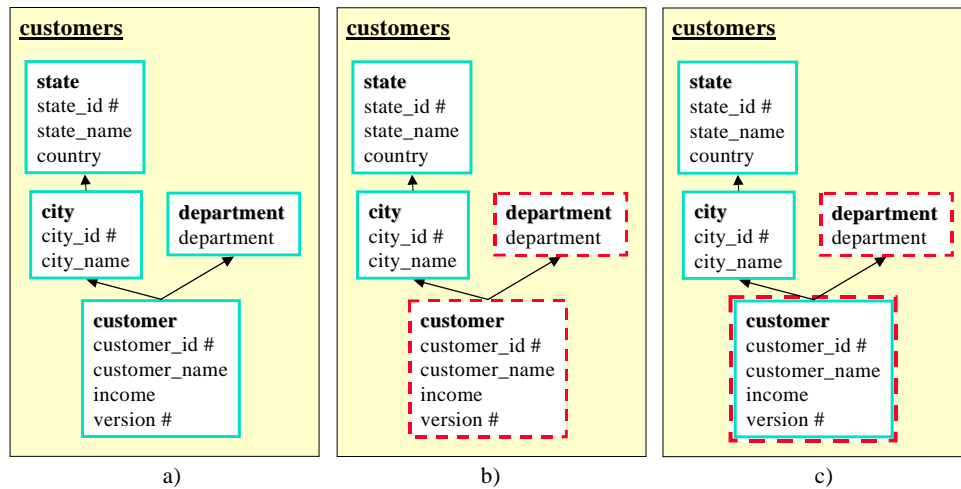 customers
state
state_id #
state_name
country
city
city_id #
city_name
department
department
customer
customer_id #
customer_name
income
version #
a)
customers
state
state_id #
state_name
country
city
city_id #
city_name
department
department
customer
customer_id #
customer_name
income
version #
b)
customers
state
state_id #
state_name
country
city
city_id #
city_name
department
department
customer
customer_id #
customer_name
income
version #
c)